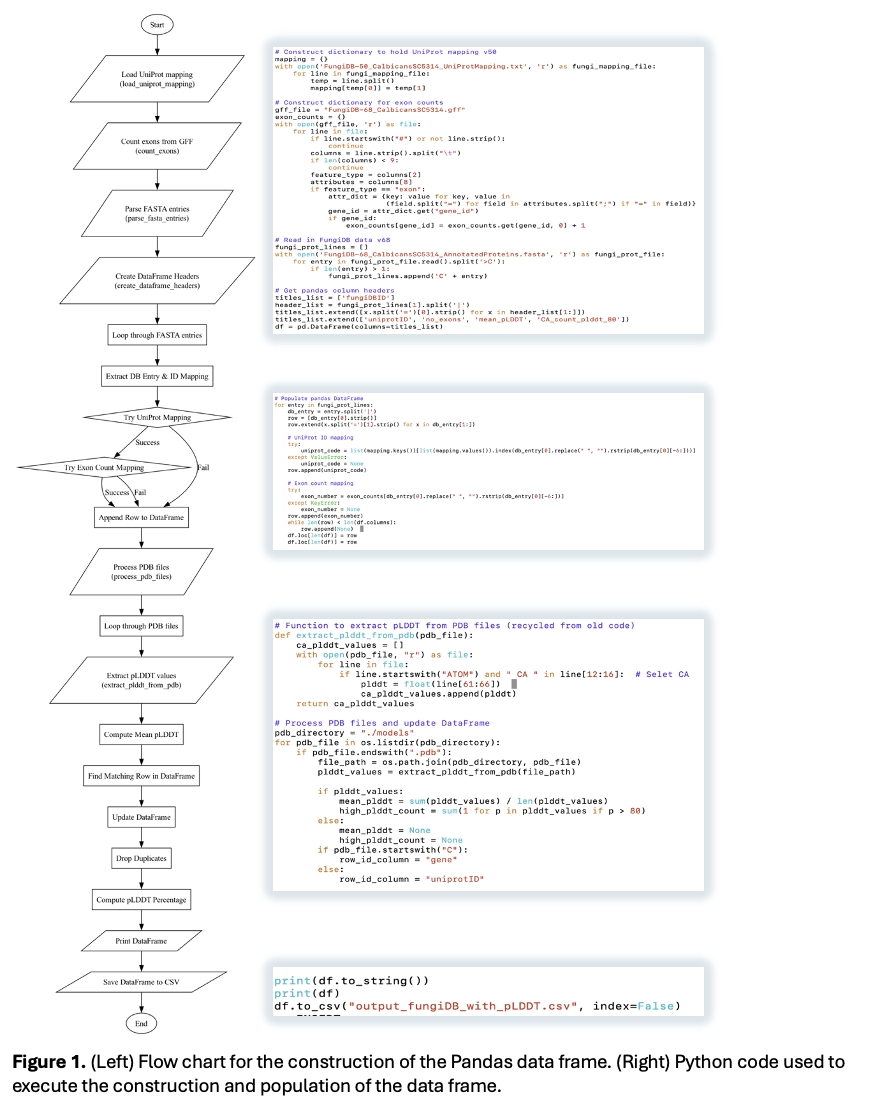 Start
Load UniProt mapping
(load_uniprot_mapping)
Count exons from GFF
(count_exons)
Parse FASTA entries
(parse_fasta_entries)
Create DataFrame Headers
(create_dataframe_headers)
Loop through FASTA entries
Extract DB Entry & ID Mapping
Try UniProt Mapping
Success
Try Exon Count Mapping
Fail
Success
Fail
Append Row to DataFrame
Process PDB files
(process_pdb_files)
Loop through PDB files
Extract pLDDT values
(extract_plddt_from_pdb)
Compute Mean pLDDT
Find Matching Row in DataFrame
Update DataFrame
Drop Duplicates
Compute pLDDT Percentage
Print DataFrame
Save DataFrame to CSV
End
# Construct dictionary to hold UniProt mapping v50
mapping = {}
with open('FungiDB-50_CalbicansSC5314_UniProtMapping.txt', 'r') as fungi_mapping_file:
    for line in fungi_mapping_file:
        temp = line.split()
        mapping[temp[0]] = temp[1]
# Construct dictionary for exon counts
gff_file = "FungiDB-68_CalbicansSC5314.gff"
exon_counts = {}
with open(gff_file, 'r') as file:
    for line in file:
        if line.startswith("#") or not line.strip():
            continue
        columns = line.strip().split("\t")
        if len(columns) < 9:
            continue
        feature_type = columns[2]
        attributes = columns[8]
        if feature_type == "exon":
            attr_dict = {key: value for key, value in
                         (field.split("=") for field in attributes.split(";") if "=" in field)}
            gene_id = attr_dict.get("gene_id")
            if gene_id:
                exon_counts[gene_id] = exon_counts.get(gene_id, 0) + 1
# Read in FungiDB data v68
fungi_prot_lines = []
with open('FungiDB-68_CalbicansSC5314_AnnotatedProteins.fasta', 'r') as fungi_prot_file:
    for entry in fungi_prot_file.read().split('>C'):
        if len(entry) > 1:
            fungi_prot_lines.append('C' + entry)
# Get pandas column headers
titles_list = ['fungiDBID']
header_list = fungi_prot_lines[1].split('|')
titles_list.extend([x.split('=')[0].strip() for x in header_list[1:]])
titles_list.extend(['uniprotID', 'no_exons', 'mean_pLDDT', 'CA_count_plddt_80'])
df = pd.DataFrame(columns=titles_list)
# Populate pandas DataFrame
for entry in fungi_prot_lines:
    db_entry = entry.split('|')
    row = [db_entry[0].strip()]
    row.extend(x.split('=')[1].strip() for x in db_entry[1:])
    # UniProt ID mapping
    try:
        uniprot_code = list(mapping.keys())[list(mapping.values()).index(db_entry[0].replace(" ", "").rstrip(db_entry[0][-6:]))]
    except ValueError:
        uniprot_code = None
    row.append(uniprot_code)
    # Exon count mapping
    try:
        exon_number = exon_counts[db_entry[0].replace(" ", "").rstrip(db_entry[0][-6:])]
    except KeyError:
        exon_number = None
    row.append(exon_number)
    while len(row) < len(df.columns):
        row.append(None)
    df.loc[len(df)] = row
    df.loc[len(df)] = row
# Function to extract pLDDT from PDB files (recycled from old code)
def extract_plddt_from_pdb(pdb_file):
    ca_plddt_values = []
    with open(pdb_file, "r") as file:
        for line in file:
            if line.startswith("ATOM") and " CA " in line[12:16]:  # Selet CA
                plddt = float(line[61:66])
                ca_plddt_values.append(plddt)
    return ca_plddt_values
# Process PDB files and update DataFrame
pdb_directory = "./models"
for pdb_file in os.listdir(pdb_directory):
    if pdb_file.endswith(".pdb"):
        file_path = os.path.join(pdb_directory, pdb_file)
        plddt_values = extract_plddt_from_pdb(file_path)
        if plddt_values:
            mean_plddt = sum(plddt_values) / len(plddt_values)
            high_plddt_count = sum(1 for p in plddt_values if p > 80)
        else:
            mean_plddt = None
            high_plddt_count = None
        if pdb_file.startswith("C"):
            row_id_column = "gene"
        else:
            row_id_column = "uniprotID"
print(df.to_string())
print(df)
df.to_csv("output_fungiDB_with_pLDDT.csv", index=False)
Figure 1. (Left) Flow chart for the construction of the Pandas data frame. (Right) Python code used to
execute the construction and population of the data frame.